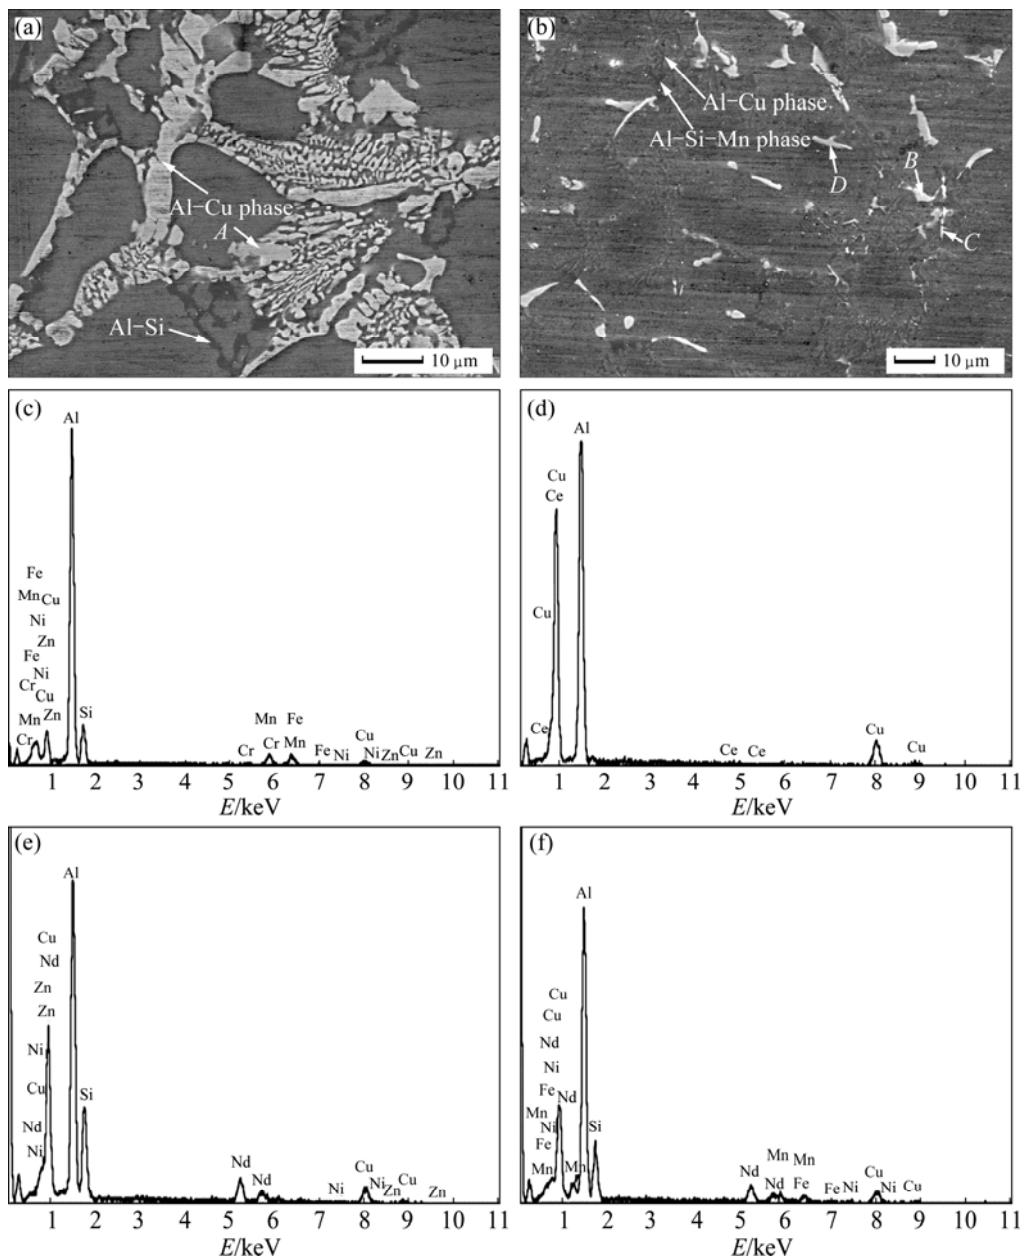 (a)
Al−Cu phase
A
Al−Si
10 μm
(b)
Al−Cu phase
Al−Si−Mn phase
D
B
C
10 μm
(c)
Al
Fe
Mn Cu
Ni
Zn
Fe
Ni
Cr Cu
Mn Zn Si
Cr
Mn Fe
Cr Mn Cu
Cr Fe Ni Ni Zn Cu Zn
1 2 3 4 5 6 7 8 9 10 11
E/keV
(d)
Al
Cu
Ce
Cu
Ce
Ce Ce Cu Cu
1 2 3 4 5 6 7 8 9 10 11
E/keV
(e)
Al
Cu
Nd
Zn
Zn
Ni
Cu Si
Nd
Ni
Nd Nd Ni Cu Ni Zn Cu Zn
1 2 3 4 5 6 7 8 9 10 11
E/keV
(f)
Al
Cu
Cu
Nd
Ni
Fe Nd
Mn
Ni Si
Fe
Mn Mn
Nd Mn Mn Cu
Nd Fe Fe Ni Ni Cu
1 2 3 4 5 6 7 8 9 10 11
E/keV